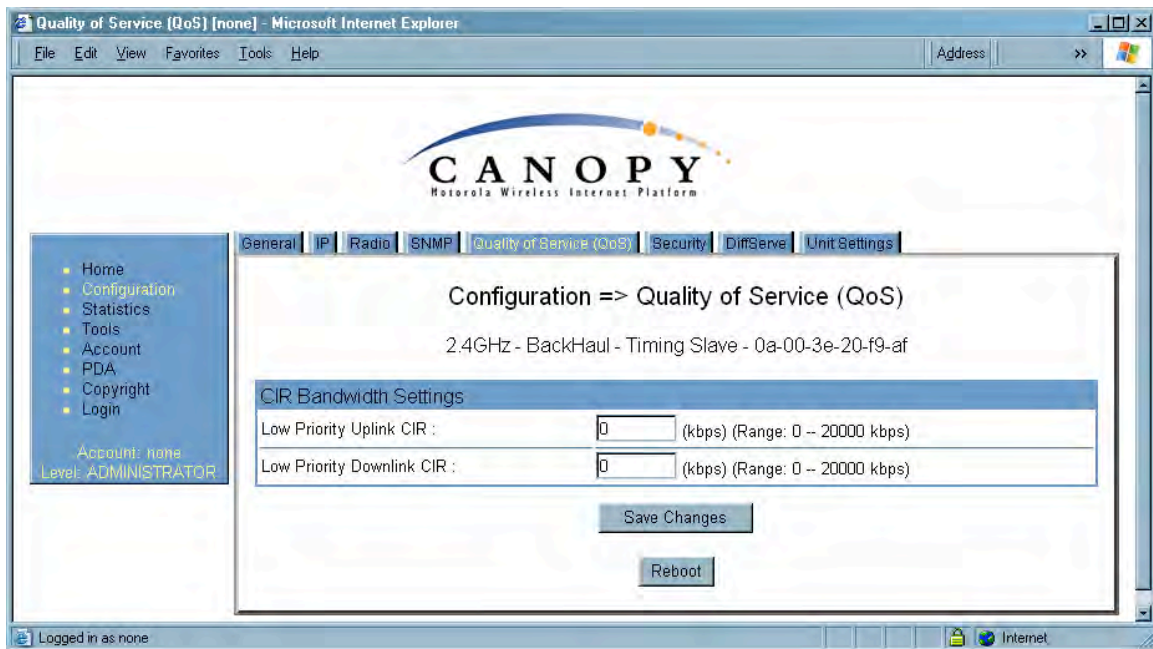 Quality of Service (QoS) [none] - Microsoft Internet Explorer
File Edit View Favorites Tools Help Address »
CANOPY
Motorola Wireless Internet Platform
General IP Radio SNMP Quality of Service (QoS) Security DiffServe Unit Settings
Home
Configuration
Statistics
Tools
Account
PDA
Copyright
Login
Account: none
Level: ADMINISTRATOR
Configuration => Quality of Service (QoS)
2.4GHz - BackHaul - Timing Slave - 0a-00-3e-20-f9-af
CIR Bandwidth Settings
Low Priority Uplink CIR : 0 (kbps) (Range: 0 -- 20000 kbps)
Low Priority Downlink CIR : 0 (kbps) (Range: 0 -- 20000 kbps)
Save Changes
Reboot
Logged in as none Internet